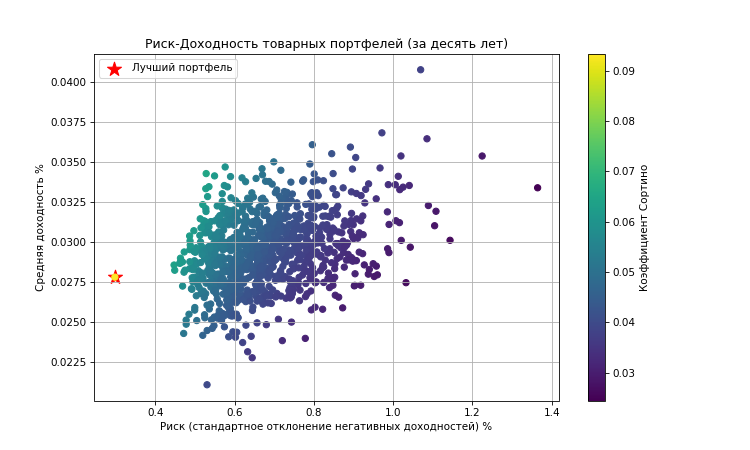 Риск-Доходность товарных портфелей (за десять лет)
Лучший портфель
0.0400
0.0375
0.0350
0.0325
0.0300
0.0275
0.0250
0.0225
Средняя доходность %
0.4 0.6 0.8 1.0 1.2 1.4
Риск (стандартное отклонение негативных доходностей) %
0.09
0.08
0.07
0.06
0.05
0.04
0.03
Коэффициент Сортино